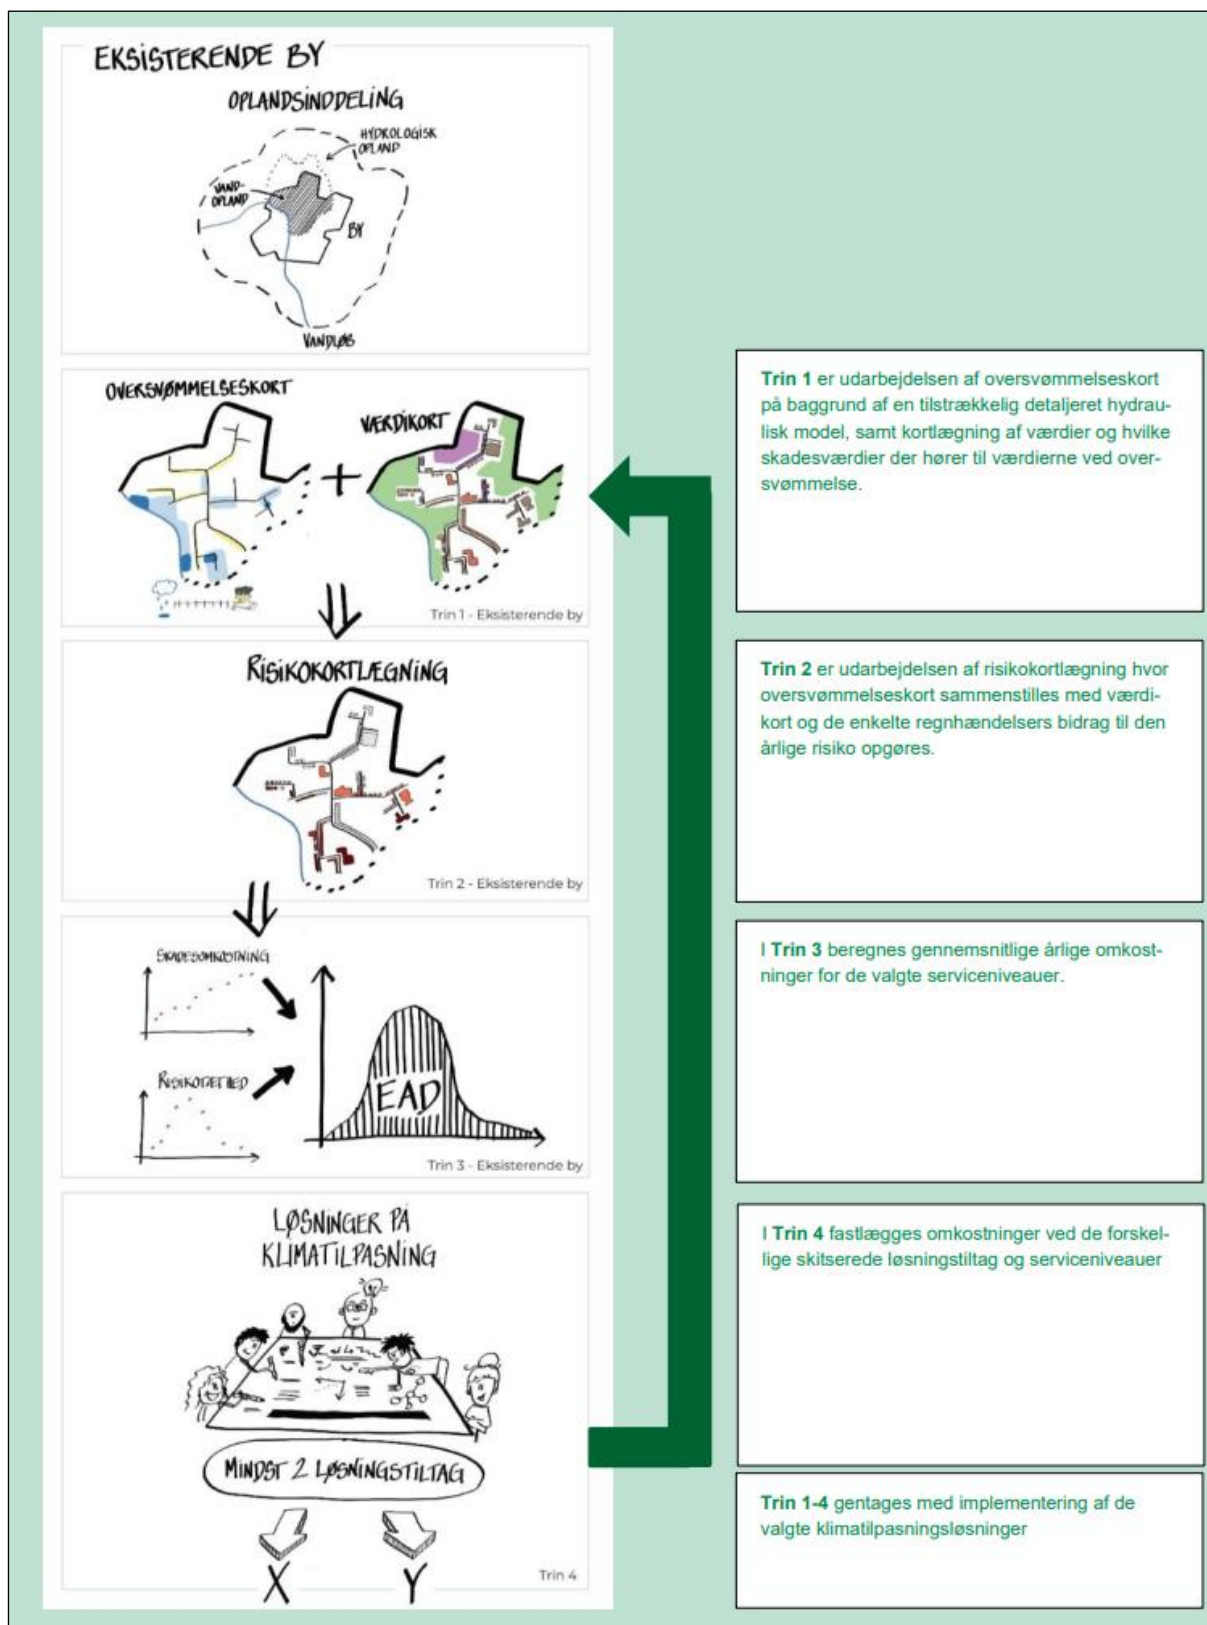 EKSISTERENDE BY
OPLANDSINDDELING
HYDROLOGISK
OPLAND
VAND-
OPLAND
BY
VANDLØB
OVERSVØMMELSESKORT
+
VÆRDIKORT
Trin 1 - Eksisterende by
RISIKOKORTLÆGNING
Trin 2 - Eksisterende by
SKADESOMKOSTNING
RISIKOTÆTHED
EAD
Trin 3 - Eksisterende by
LØSNINGER PÅ
KLIMATILPASNING
MINDST 2 LØSNINGSTILTAG
X Y
Trin 4
Trin 1 er udarbejdelsen af oversvømmelseskort
på baggrund af en tilstrækkelig detaljeret hydrau-
lisk model, samt kortlægning af værdier og hvilke
skadesværdier der hører til værdierne ved over-
svømmelse.
Trin 2 er udarbejdelsen af risikokortlægning hvor
oversvømmelseskort sammenstilles med værdi-
kort og de enkelte regnhændelsers bidrag til den
årlige risiko opgøres.
I Trin 3 beregnes gennemsnitlige årlige omkost-
ninger for de valgte serviceniveauer.
I Trin 4 fastlægges omkostninger ved de forskel-
lige skitserede løsningstiltag og serviceniveauer
Trin 1-4 gentages med implementering af de
valgte klimatilpasningsløsninger